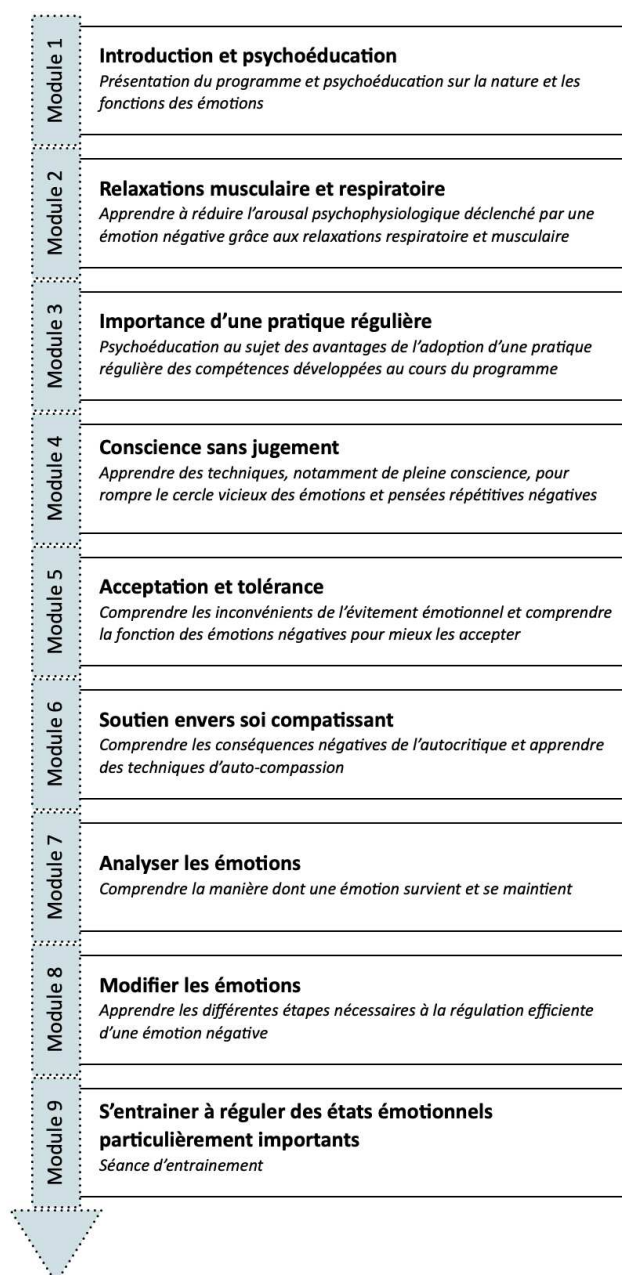 Module 1
Introduction et psychoéducation
Présentation du programme et psychoéducation sur la nature et les
fonctions des émotions
Module 2
Relaxations musculaire et respiratoire
Apprendre à réduire l’arousal psychophysiologique déclenché par une
émotion négative grâce aux relaxations respiratoire et musculaire
Module 3
Importance d’une pratique régulière
Psychoéducation au sujet des avantages de l’adoption d’une pratique
régulière des compétences développées au cours du programme
Module 4
Conscience sans jugement
Apprendre des techniques, notamment de pleine conscience, pour
rompre le cercle vicieux des émotions et pensées répétitives négatives
Module 5
Acceptation et tolérance
Comprendre les inconvénients de l’évitement émotionnel et comprendre
la fonction des émotions négatives pour mieux les accepter
Module 6
Soutien envers soi compatissant
Comprendre les conséquences négatives de l’autocritique et apprendre
des techniques d’auto-compassion
Module 7
Analyser les émotions
Comprendre la manière dont une émotion survient et se maintient
Module 8
Modifier les émotions
Apprendre les différentes étapes nécessaires à la régulation efficiente
d’une émotion négative
Module 9
S’entrainer à réguler des états émotionnels
particulièrement importants
Séance d’entrainement